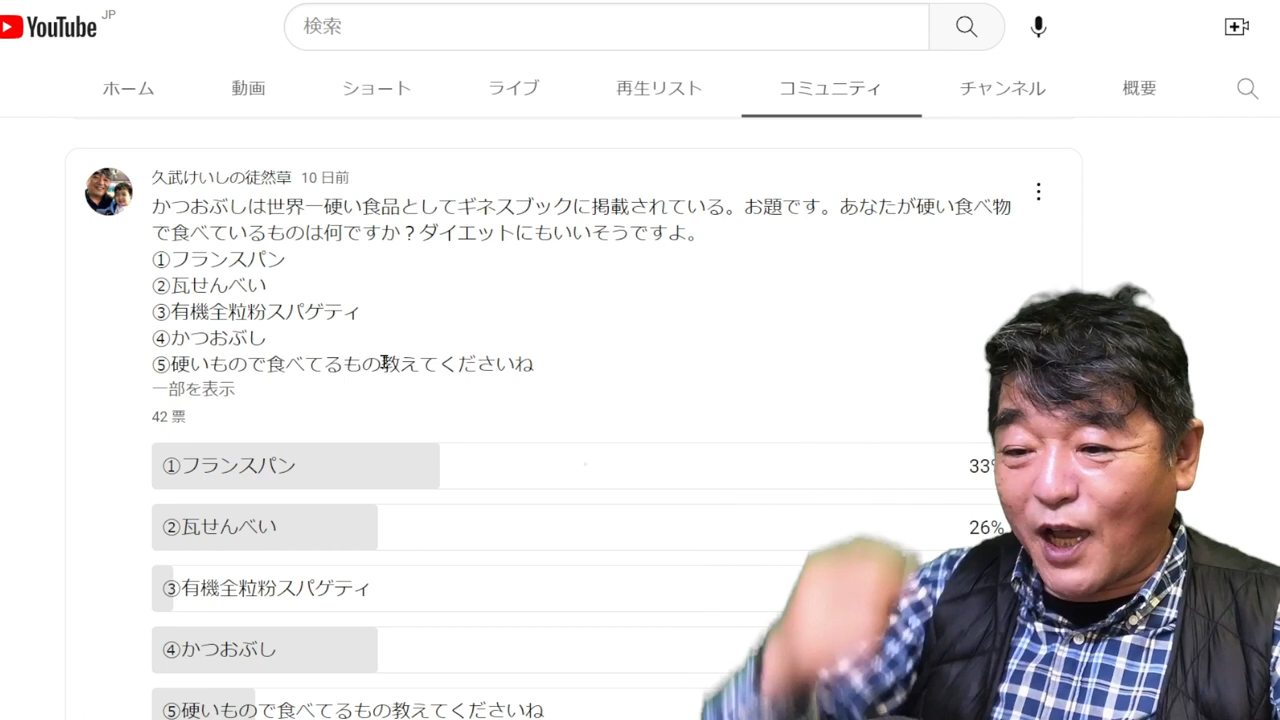 YouTube JP
検索
ホーム
動画
ショート
ライブ
再生リスト
コミュニティ
チャンネル
概要
久武けいしの徒然草 10 日前
かつおぶしは世界一硬い食品としてギネスブックに掲載されている。お題です。あなたが硬い食べ物
で食べているものは何ですか？ダイエットにもいいそうですよ。
①フランスパン
②瓦せんべい
③有機全粒粉スパゲティ
④かつおぶし
⑤硬いもので食べてるもの教えてくださいね
一部を表示
42 票
①フランスパン 33%
②瓦せんべい 26%
③有機全粒粉スパゲティ
④かつおぶし
⑤硬いもので食べてるもの教えてくださいね